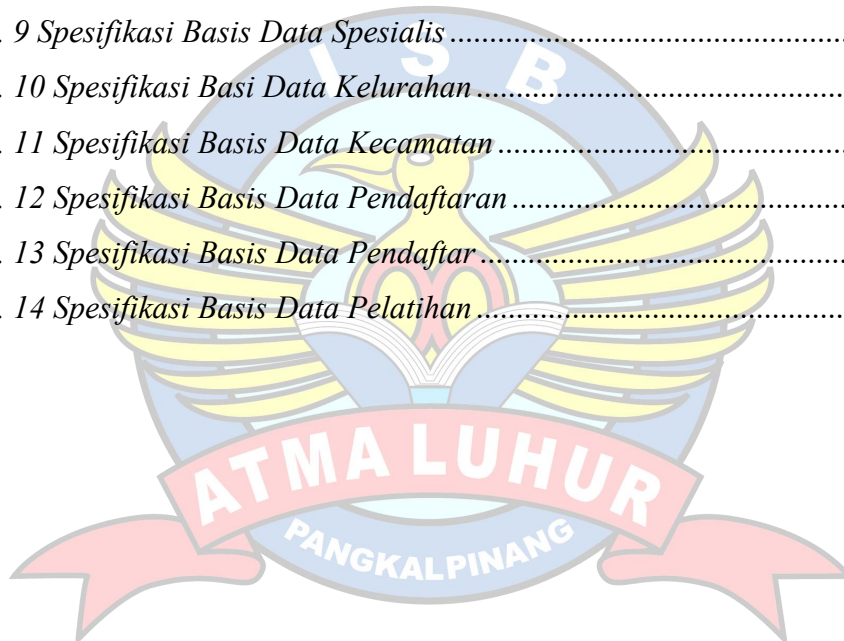 . 9 Spesifikasi Basis Data Spesialis ......................................................
. 10 Spesifikasi Basi Data Kelurahan ...................................................
. 11 Spesifikasi Basis Data Kecamatan ................................................
. 12 Spesifikasi Basis Data Pendaftaran ..............................................
. 13 Spesifikasi Basis Data Pendaftar ..................................................
. 14 Spesifikasi Basis Data Pelatihan ...................................................
I S B
ATMA LUHUR
PANGKALPINANG